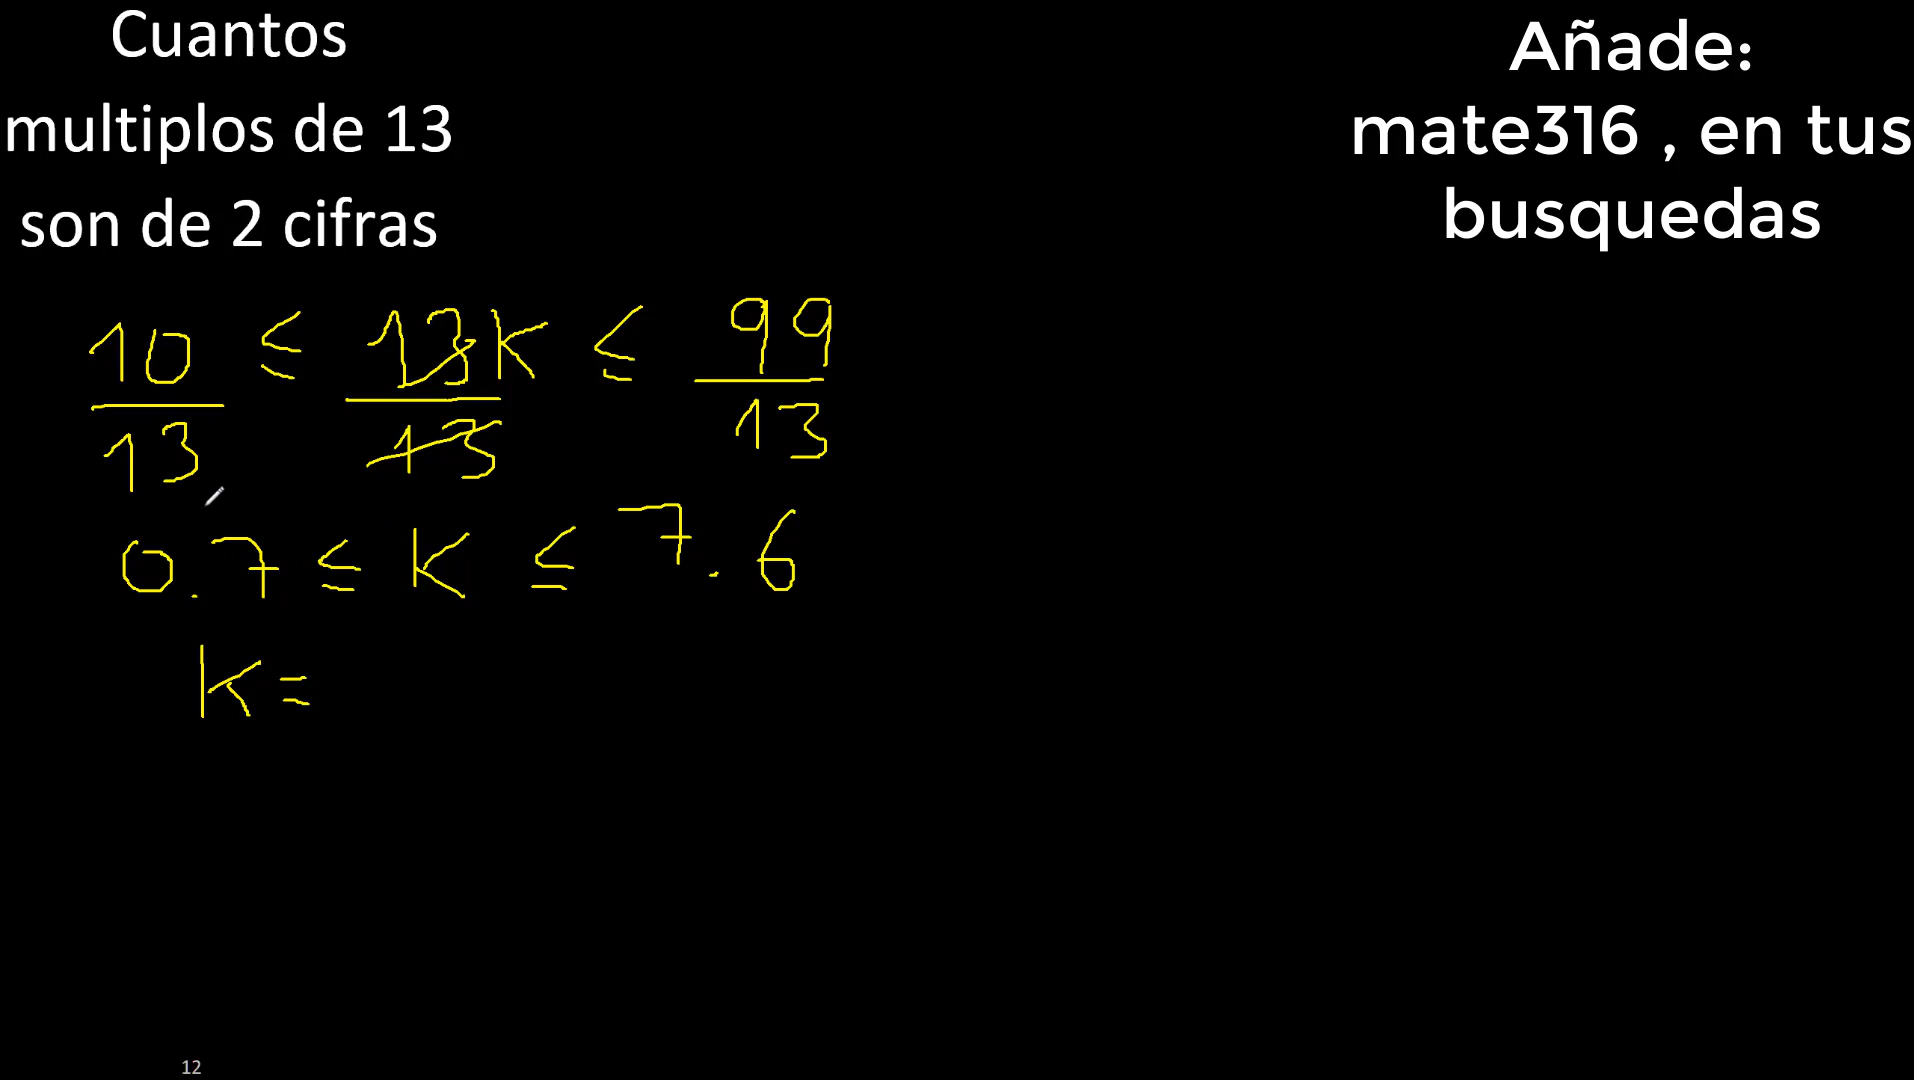 Cuantos
multiplos de 13
son de 2 cifras
Añade:
mate316 , en tus
busquedas
10 ≤ 13K ≤ 99
13 13 13
0.7 ≤ K ≤ 7.6
K=
12